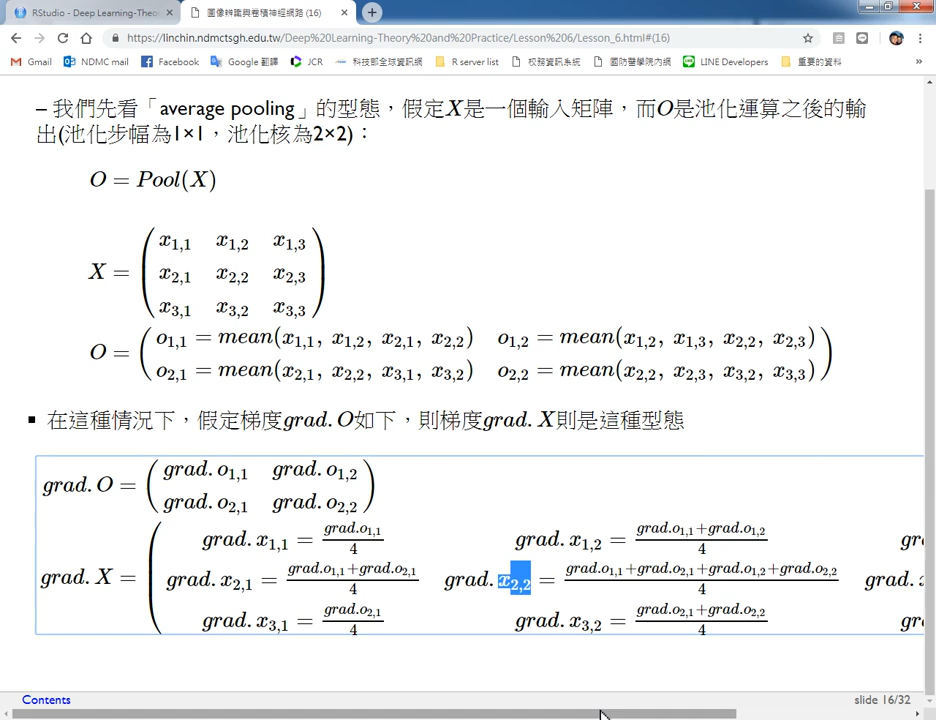 RStudio - Deep Learning-Theo
圖像辨識與卷積神經網路 (16)
https://linchin.ndmctsgh.edu.tw/Deep%20Learning-Theory%20and%20Practice/Lesson%206/Lesson_6.html#(16)
Gmail NDMC mail Facebook Google 翻譯 JCR 科技部全球資訊網 R server list 校務資訊系統 國防醫學院內網 LINE Developers 重要的資料 »
– 我們先看「average pooling」的型態，假定X是一個輸入矩陣，而O是池化運算之後的輸
出(池化步幅為1×1，池化核為2×2)：
O = Pool(X)
X = ( x1,1 x1,2 x1,3
x2,1 x2,2 x2,3
x3,1 x3,2 x3,3 )
O = ( o1,1 = mean(x1,1, x1,2, x2,1, x2,2) o1,2 = mean(x1,2, x1,3, x2,2, x2,3)
o2,1 = mean(x2,1, x2,2, x3,1, x3,2) o2,2 = mean(x2,2, x2,3, x3,2, x3,3) )
▪ 在這種情況下，假定梯度grad. O如下，則梯度grad. X則是這種型態
grad. O = ( grad. o1,1 grad. o1,2
grad. o2,1 grad. o2,2 )
grad. X = ( grad. x1,1 = grad.o1,1/4 grad. x1,2 = grad.o1,1+grad.o1,2/4 gr
grad. x2,1 = grad.o1,1+grad.o2,1/4 grad. x2,2 = grad.o1,1+grad.o2,1+grad.o1,2+grad.o2,2/4 grad.
grad. x3,1 = grad.o2,1/4 grad. x3,2 = grad.o2,1+grad.o2,2/4 gr
Contents
slide 16/32